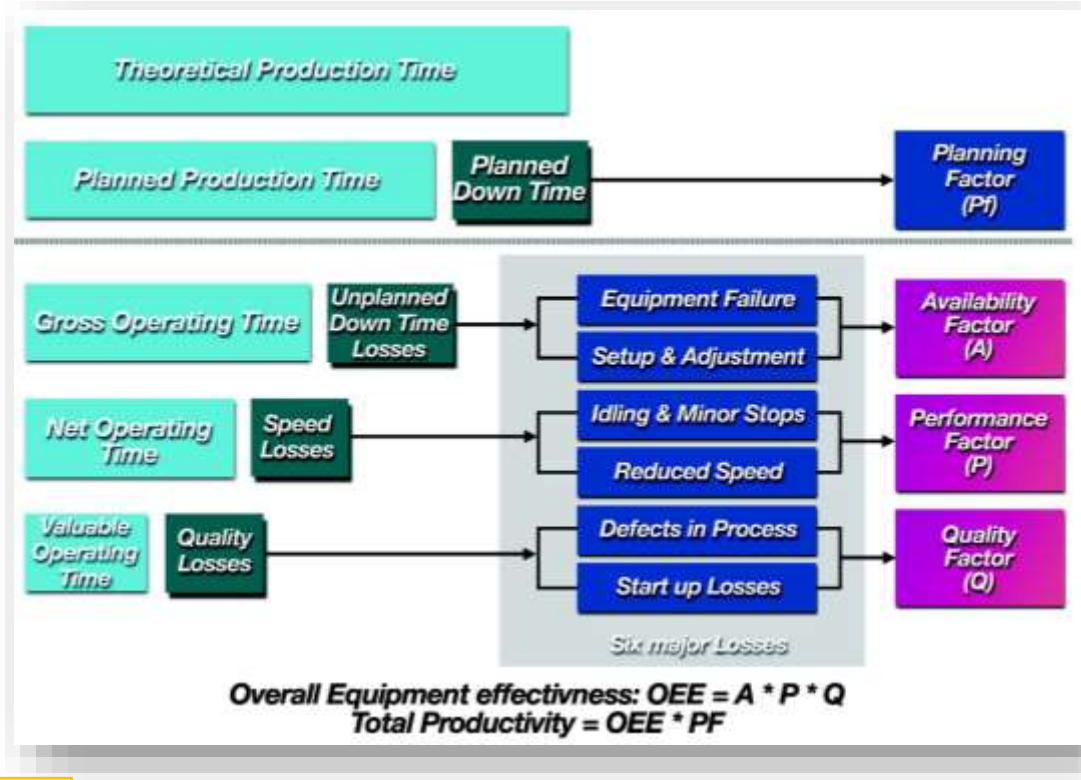 Theoretical Production Time
Planned Production Time
Planned
Down Time
Planning
Factor
(Pf)
Gross Operating Time
Unplanned
Down Time
Losses
Equipment Failure
Setup & Adjustment
Availability
Factor
(A)
Net Operating
Time
Speed
Losses
Idling & Minor Stops
Reduced Speed
Performance
Factor
(P)
Valuable
Operating
Time
Quality
Losses
Defects in Process
Start up Losses
Quality
Factor
(Q)
Six major Losses
Overall Equipment effectivness: OEE = A * P * Q
Total Productivity = OEE * PF